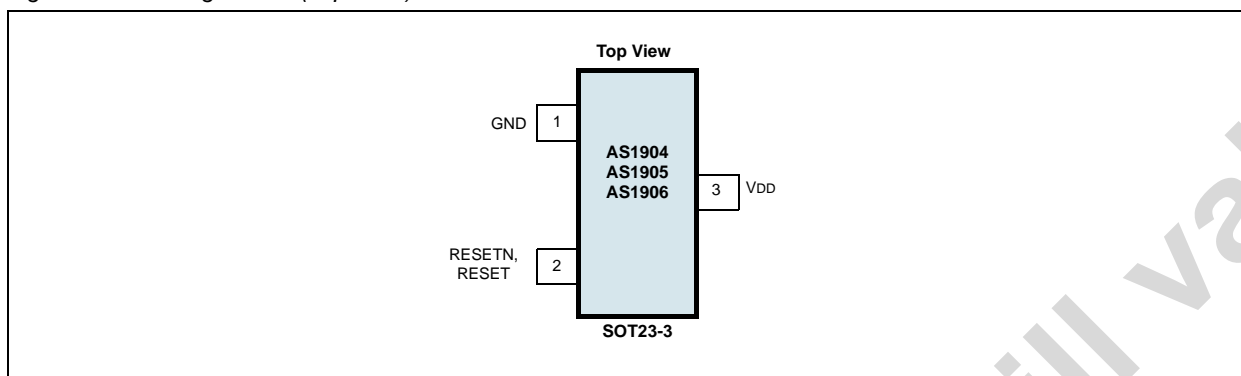 Top View
GND
1
AS1904
AS1905
AS1906
3
VDD
RESETN,
RESET
2
SOT23-3